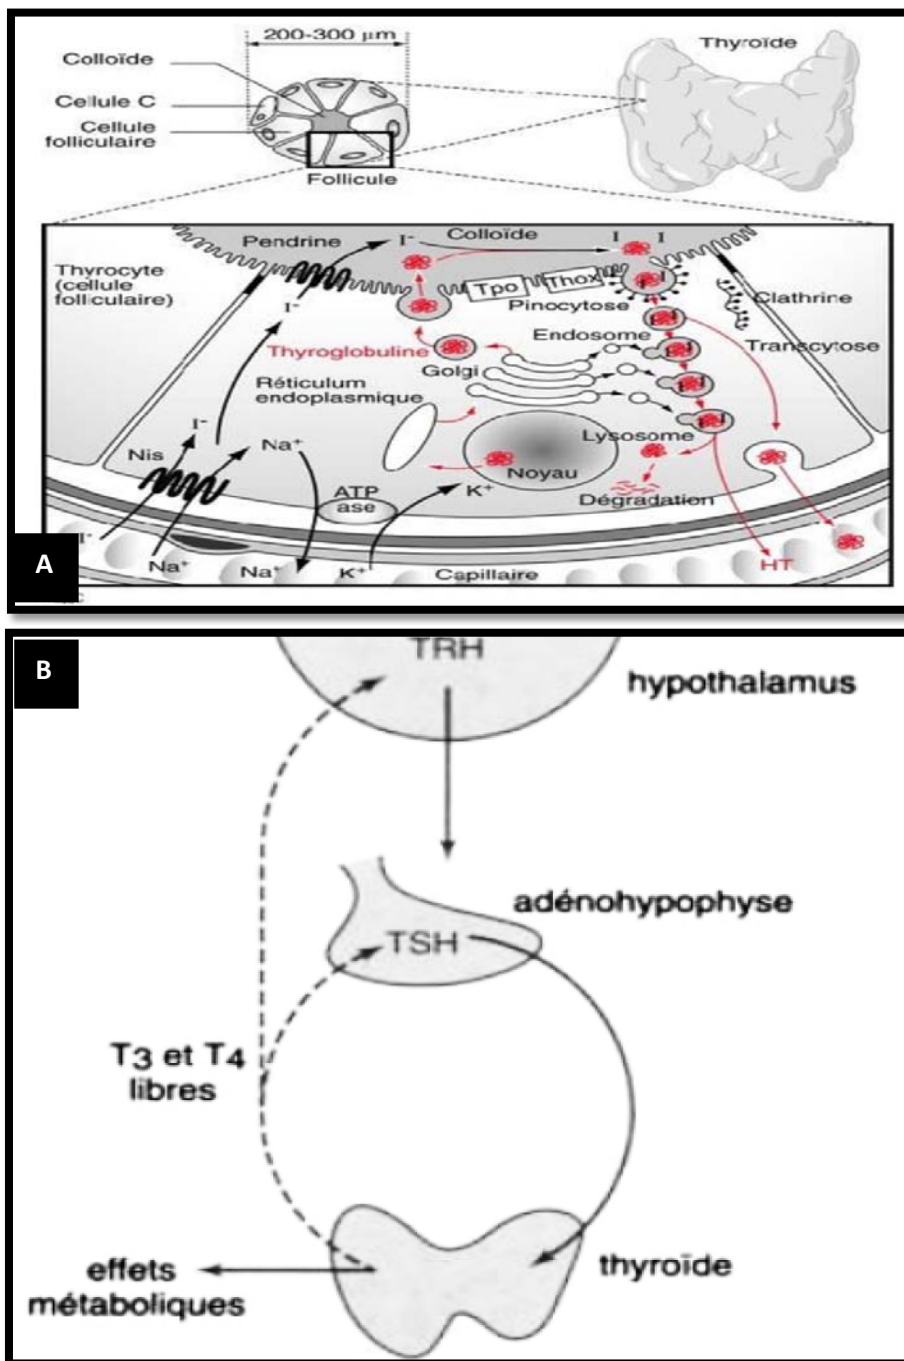 200-300 µm
Thyroïde
Colloïde
Cellule C
Cellule
folliculaire
Follicule
Pendrine
I-
Colloïde
I I
Thyrocyte
(cellule
folliculaire)
I-
Tpo
Thox
Pinocytose
Clathrine
Thyroglobuline
Golgi
Endosome
Transcytose
Réticulum
endoplasmique
I-
Nis
Na+
Lysosome
Noyau
ATP
ase
K+
Dégradation
I-
Na+
Na+
K+
Capillaire
HT
A
B
TRH
hypothalamus
adénohypophyse
TSH
T3 et T4
libres
effets
métaboliques
thyroïde